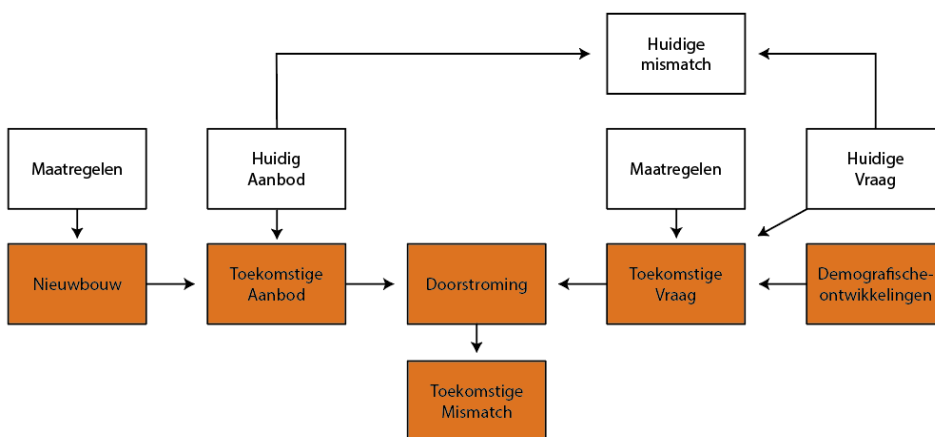 Huidige
mismatch
Maatregelen
Huidig
Aanbod
Maatregelen
Huidige
Vraag
Nieuwbouw
Toekomstige
Aanbod
Doorstroming
Toekomstige
Vraag
Demografische-
ontwikkelingen
Toekomstige
Mismatch